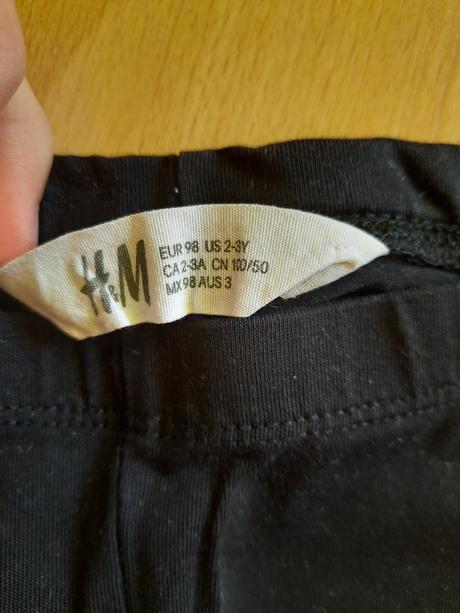 H&M
EUR 98 US 2-3Y
CA 2-3A CN 100/50
MX 98 AUS 3